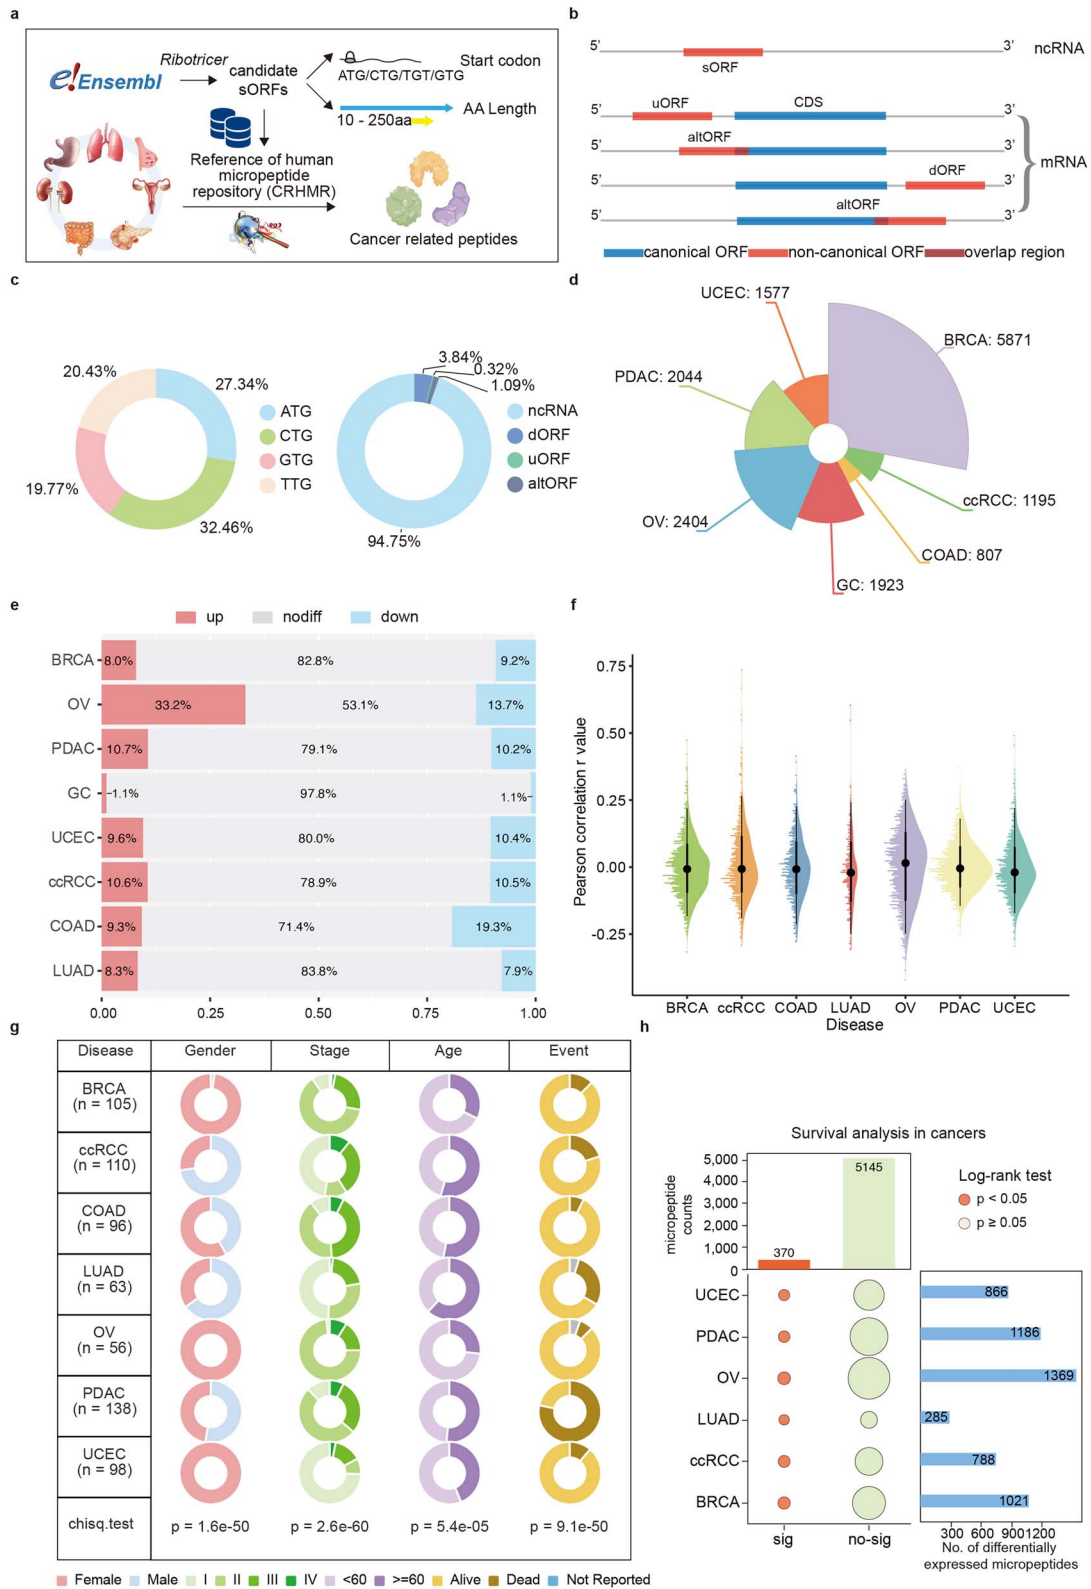 a
e!Ensembl
Ribotricer
candidate
sORFs
Start codon
ATG/CTG/TGT/GTG
AA Length
10 - 250aa
Reference of human
micropeptide
repository (CRHMR)
Cancer related peptides
b
5’
3’
ncRNA
sORF
uORF
CDS
5’
3’
altORF
5’
3’
mRNA
dORF
5’
3’
altORF
5’
3’
canonical ORF
non-canonical ORF
overlap region
c
20.43%
27.34%
19.77%
32.46%
ATG
CTG
GTG
TTG
3.84%
0.32%
1.09%
94.75%
ncRNA
dORF
uORF
altORF
d
UCEC: 1577
BRCA: 5871
PDAC: 2044
ccRCC: 1195
OV: 2404
COAD: 807
GC: 1923
e
up
nodiff
down
BRCA
8.0%
82.8%
9.2%
OV
33.2%
53.1%
13.7%
PDAC
10.7%
79.1%
10.2%
GC
1.1%
97.8%
1.1%
UCEC
9.6%
80.0%
10.4%
ccRCC
10.6%
78.9%
10.5%
COAD
9.3%
71.4%
19.3%
LUAD
8.3%
83.8%
7.9%
0.00
0.25
0.50
0.75
1.00
f
Pearson correlation r value
0.75
0.50
0.25
0.00
-0.25
BRCA
ccRCC
COAD
LUAD
OV
PDAC
UCEC
Disease
g
Disease
Gender
Stage
Age
Event
BRCA
(n = 105)
ccRCC
(n = 110)
COAD
(n = 96)
LUAD
(n = 63)
OV
(n = 56)
PDAC
(n = 138)
UCEC
(n = 98)
chisq.test
p = 1.6e-50
p = 2.6e-60
p = 5.4e-05
p = 9.1e-50
Female
Male
I
II
III
IV
<60
>=60
Alive
Dead
Not Reported
h
Survival analysis in cancers
micropeptide
counts
5,000
4,000
3,000
2,000
1,000
0
370
5145
Log-rank test
p < 0.05
p ≥ 0.05
UCEC
866
PDAC
1186
OV
1369
LUAD
285
ccRCC
788
BRCA
1021
sig
no-sig
300
600
900
1200
No. of differentially
expressed micropeptides